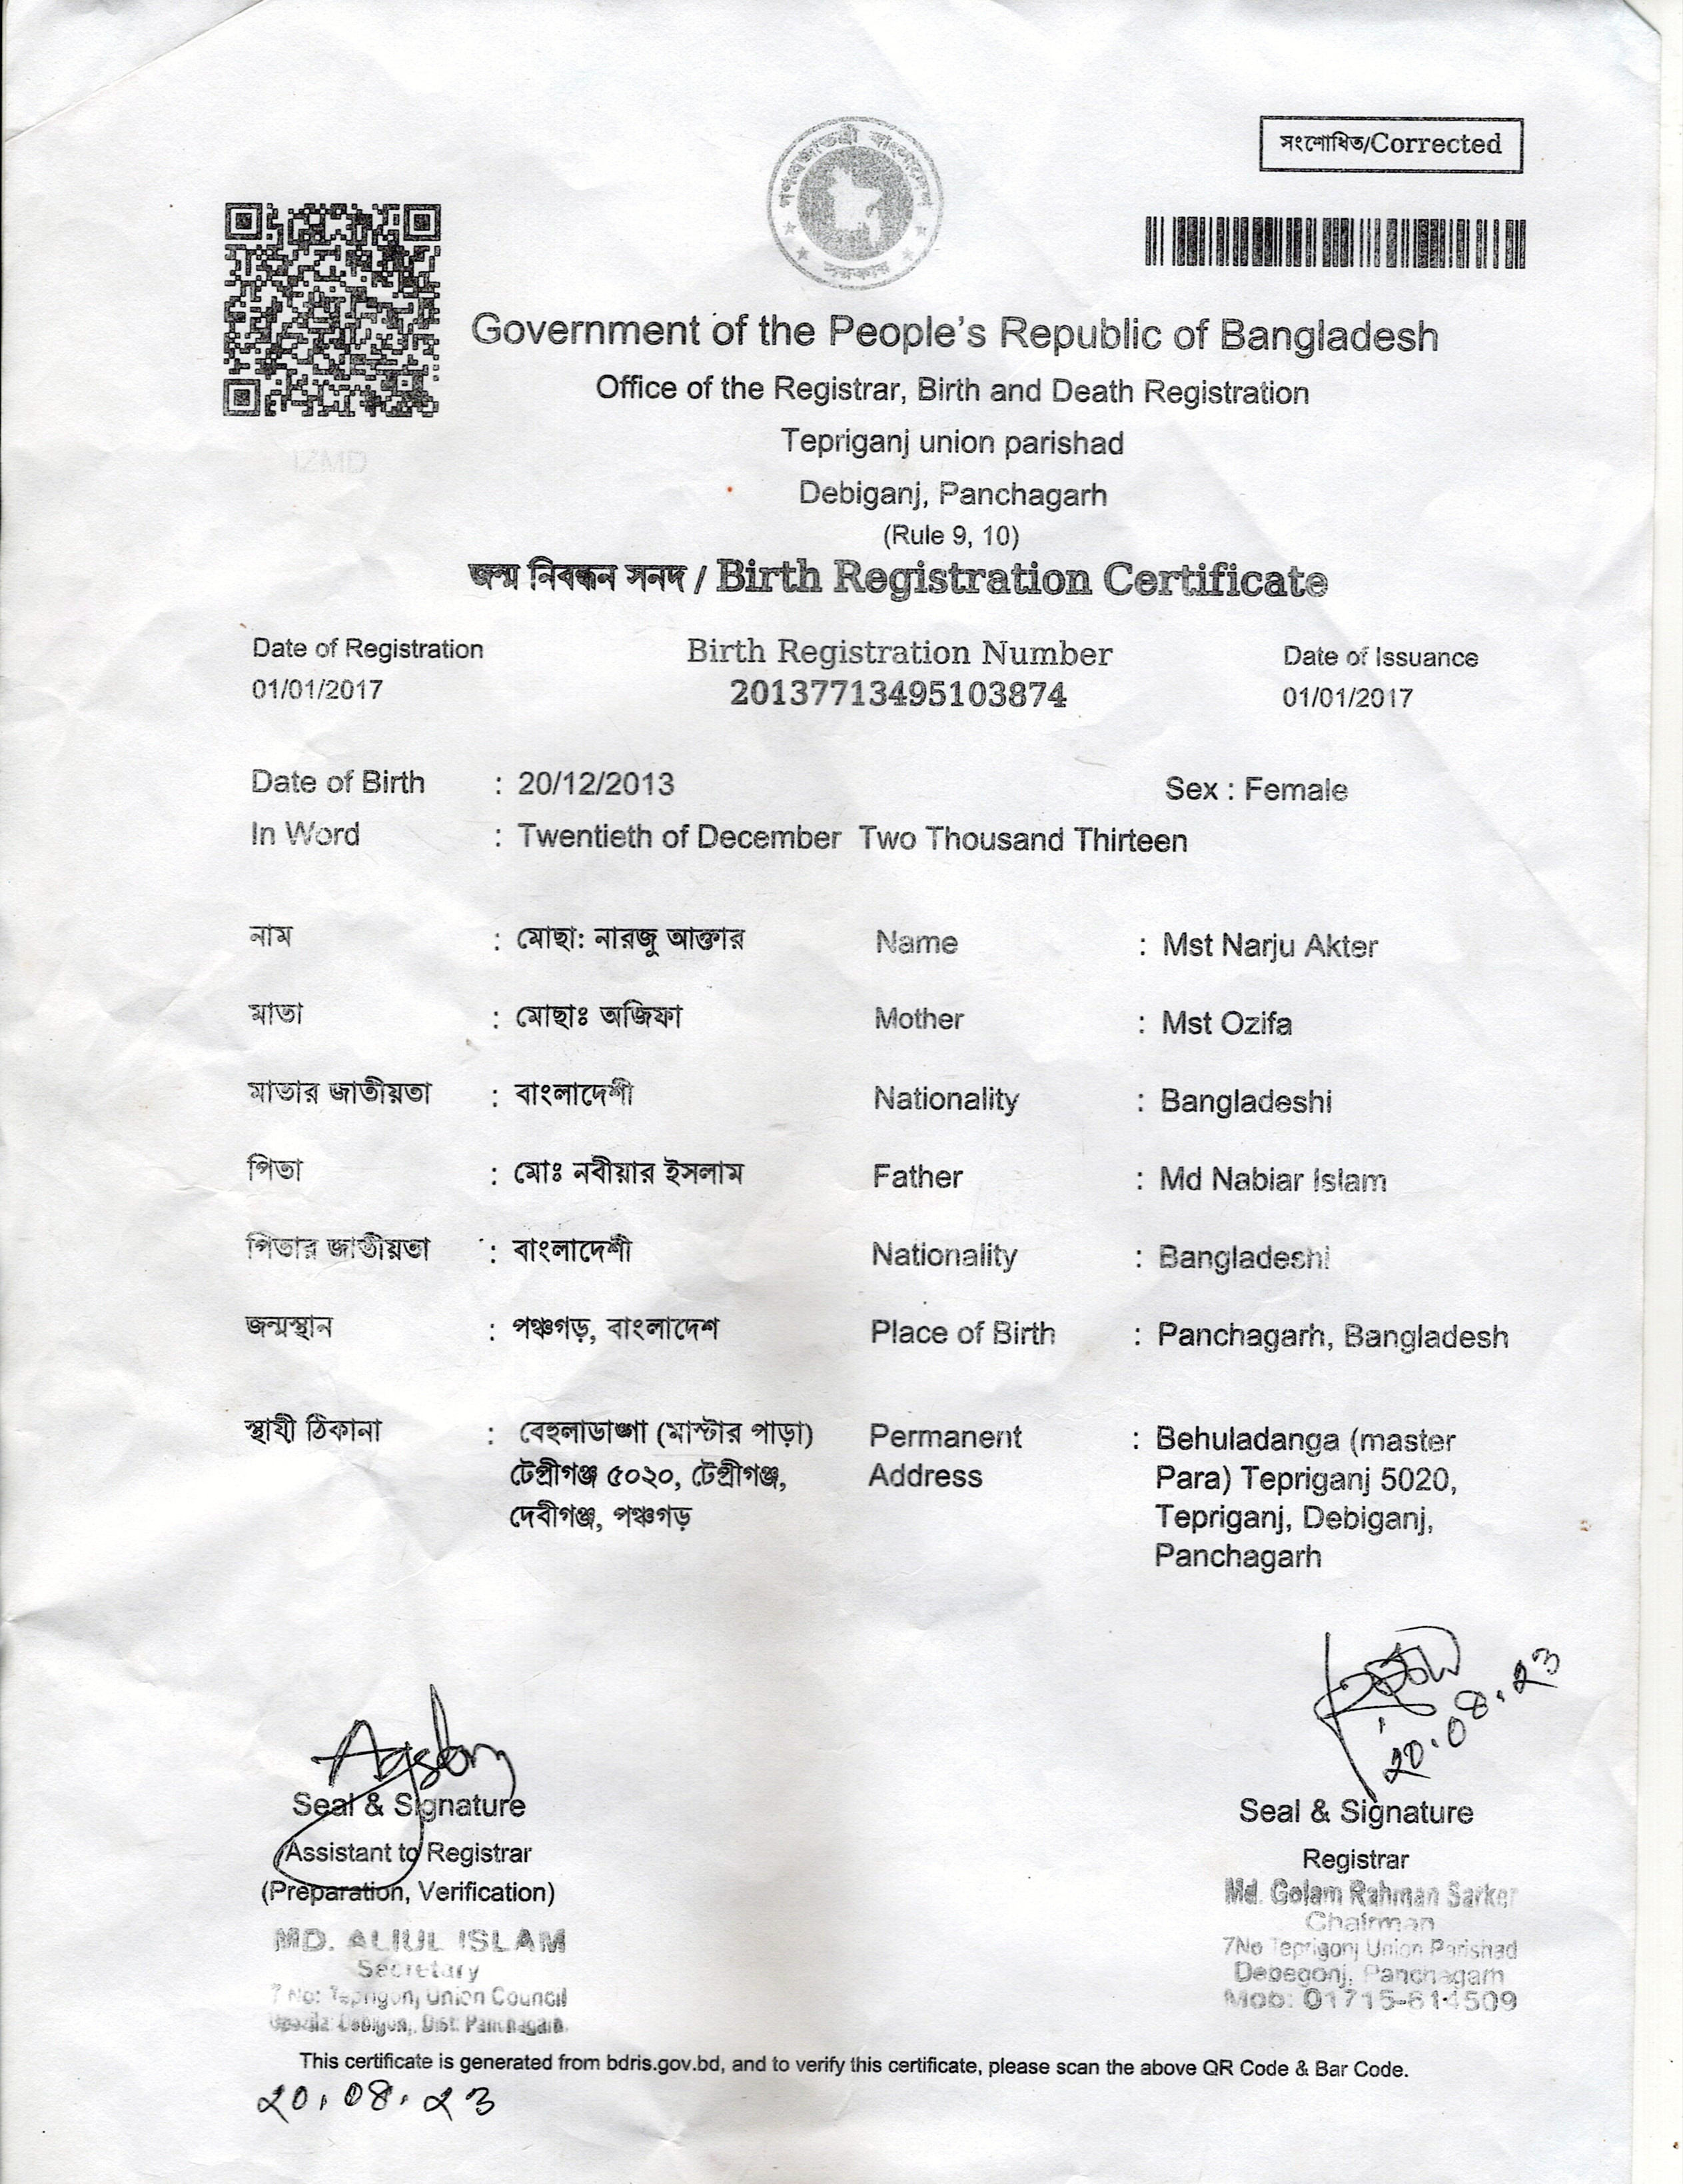 সংশোধিত/Corrected
গণপ্রজাতন্ত্রী বাংলাদেশ
সরকার
IZMD
Government of the People's Republic of Bangladesh
Office of the Registrar, Birth and Death Registration
Tepriganj union parishad
Debiganj, Panchagarh
(Rule 9, 10)
জন্ম নিবন্ধন সনদ / Birth Registration Certificate
Date of Registration Birth Registration Number Date of Issuance
01/01/2017 20137713495103874 01/01/2017
Date of Birth : 20/12/2013 Sex : Female
In Word : Twentieth of December Two Thousand Thirteen
নাম : মোছা: নারজু আক্তার Name : Mst Narju Akter
মাতা : মোছাঃ অজিফা Mother : Mst Ozifa
মাতার জাতীয়তা : বাংলাদেশী Nationality : Bangladeshi
পিতা : মোঃ নবীয়ার ইসলাম Father : Md Nabiar Islam
পিতার জাতীয়তা : বাংলাদেশী Nationality : Bangladeshi
জন্মস্থান : পঞ্চগড়, বাংলাদেশ Place of Birth : Panchagarh, Bangladesh
স্থায়ী ঠিকানা : বেহুলাডাঙ্গা (মাস্টার পাড়া) Permanent : Behuladanga (master
টেপ্রীগঞ্জ ৫০২০, টেপ্রীগঞ্জ, Address Para) Tepriganj 5020,
দেবীগঞ্জ, পঞ্চগড় Tepriganj, Debiganj,
Panchagarh
20.08.23
Seal & Signature Seal & Signature
(Assistant to Registrar Registrar
(Preparation, Verification) Md. Golam Rahman Sarker
Chairman
MD. ALIUL ISLAM 7No Teprigonj Union Parishad
Secretary Debegonj, Panchagarh
7 No: Teprigonj Union Council Mob: 01715-614509
Upazila: Debigonj, Dist: Panchagarh.
This certificate is generated from bdris.gov.bd, and to verify this certificate, please scan the above QR Code & Bar Code.
20.08.23